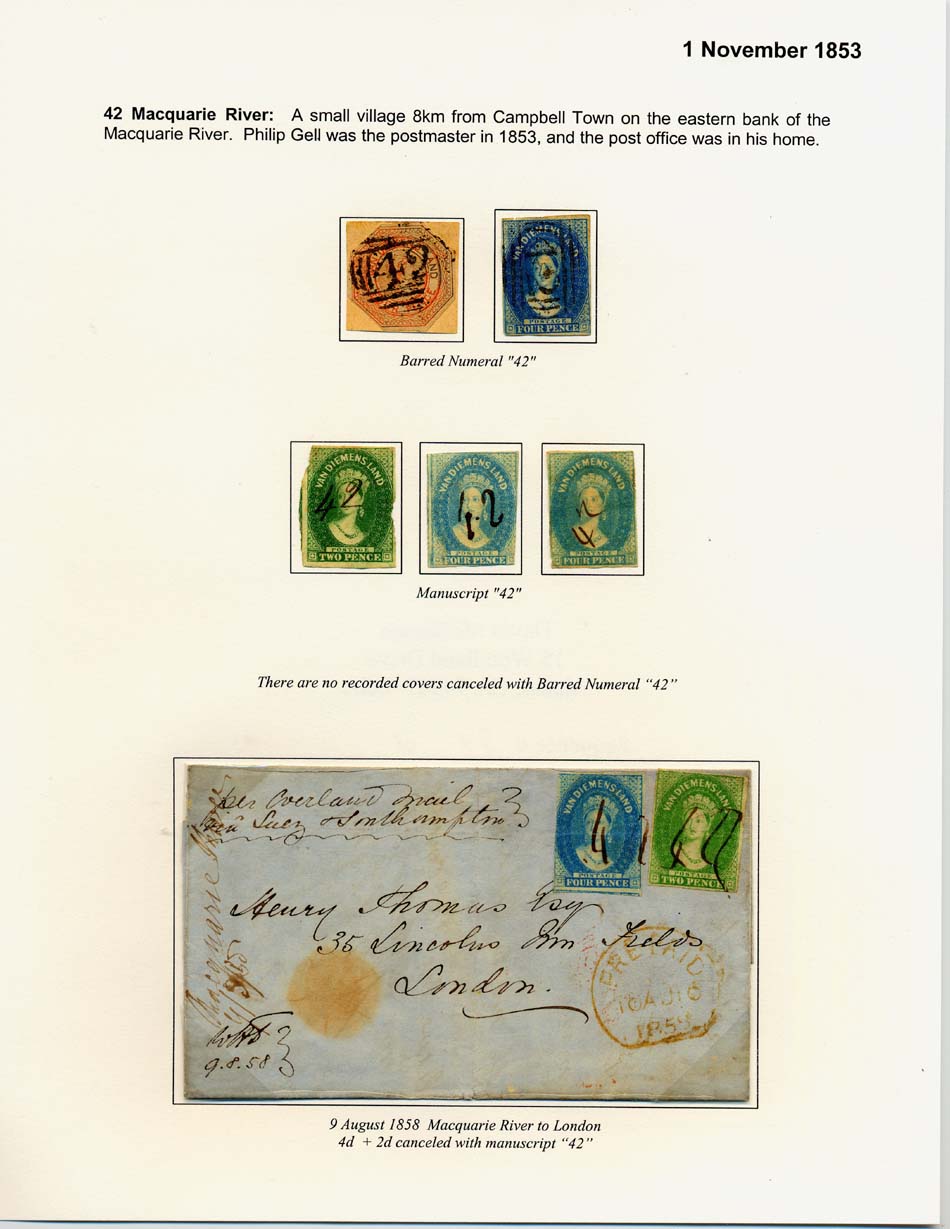 1 November 1853
42 Macquarie River: A small village 8km from Campbell Town on the eastern bank of the
Macquarie River. Philip Gell was the postmaster in 1853, and the post office was in his home.
42
VAN DIEMENS LAND
POSTAGE
FOUR PENCE
Barred Numeral "42"
VAN DIEMENS LAND
42
POSTAGE
TWO PENCE
VAN DIEMENS LAND
42
POSTAGE
FOUR PENCE
VAN DIEMENS LAND
42
POSTAGE
FOUR PENCE
Manuscript "42"
There are no recorded covers canceled with Barred Numeral “42”
per Overland Mail
via Suez & Southampton
VAN DIEMENS LAND
4
POSTAGE
FOUR PENCE
VAN DIEMENS LAND
POSTAGE
TWO PENCE
Henry Thomas Esqr
35 Lincolns Inn Fields
London.
PREPAID
10 AU 10
1858
Macquarie River
9.8.58
9 August 1858 Macquarie River to London
4d + 2d canceled with manuscript “42”